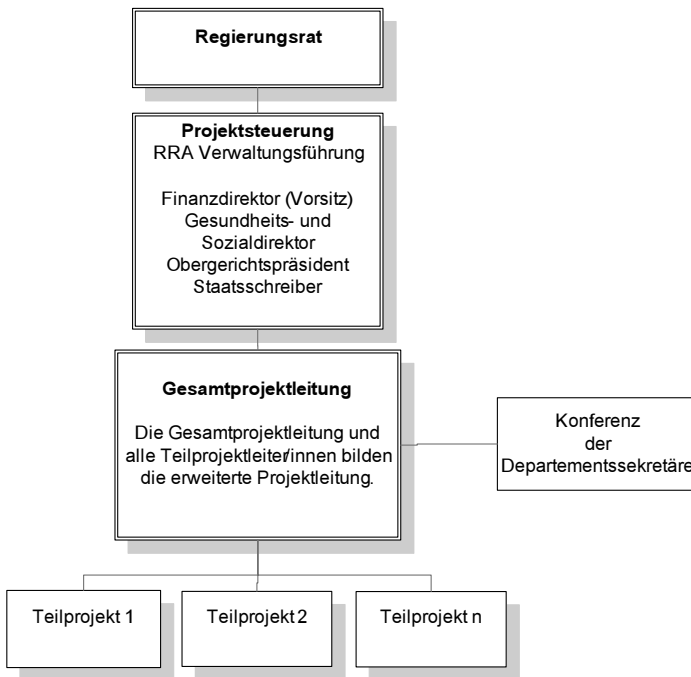 Regierungsrat
Projektsteuerung
RRA Verwaltungsführung
Finanzdirektor (Vorsitz)
Gesundheits- und
Sozialdirektor
Obergerichtspräsident
Staatsschreiber
Gesamtprojektleitung
Die Gesamtprojektleitung und
alle Teilprojektleiter/innen bilden
die erweiterte Projektleitung.
Konferenz
der
Departementssekretäre
Teilprojekt 1
Teilprojekt 2
Teilprojekt n